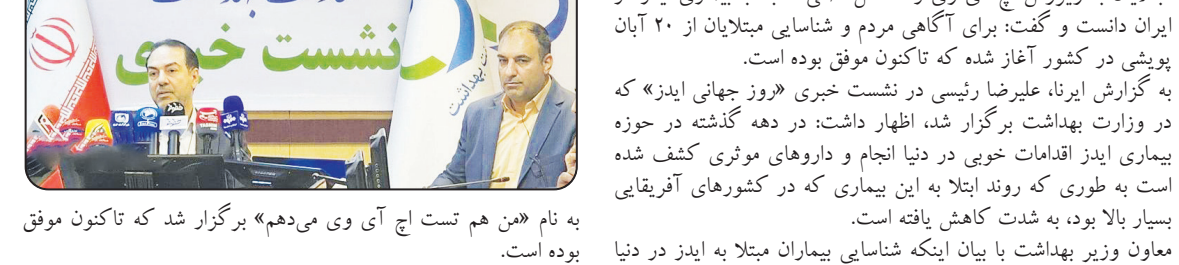 ایران دانست و گفت: برای آگاهی مردم و شناسایی مبتلایان از ۲۰ آبان
پویشی در کشور آغاز شده که تاکنون موفق بوده است.
به گزارش ایرنا، علیرضا رئیسی در نشست خبری «روز جهانی ایدز» که
در وزارت بهداشت برگزار شد، اظهار داشت: در دهه گذشته در حوزه
بیماری ایدز اقدامات خوبی در دنیا انجام و داروهای موثری کشف شده
است به طوری که روند ابتلا به این بیماری که در کشورهای آفریقایی
بسیار بالا بود، به شدت کاهش یافته است.
معاون وزیر بهداشت با بیان اینکه شناسایی بیماران مبتلا به ایدز در دنیا
نشست خبری
بهداشت
به نام «من هم تست اچ آی وی می‌دهم» برگزار شد که تاکنون موفق
بوده است.